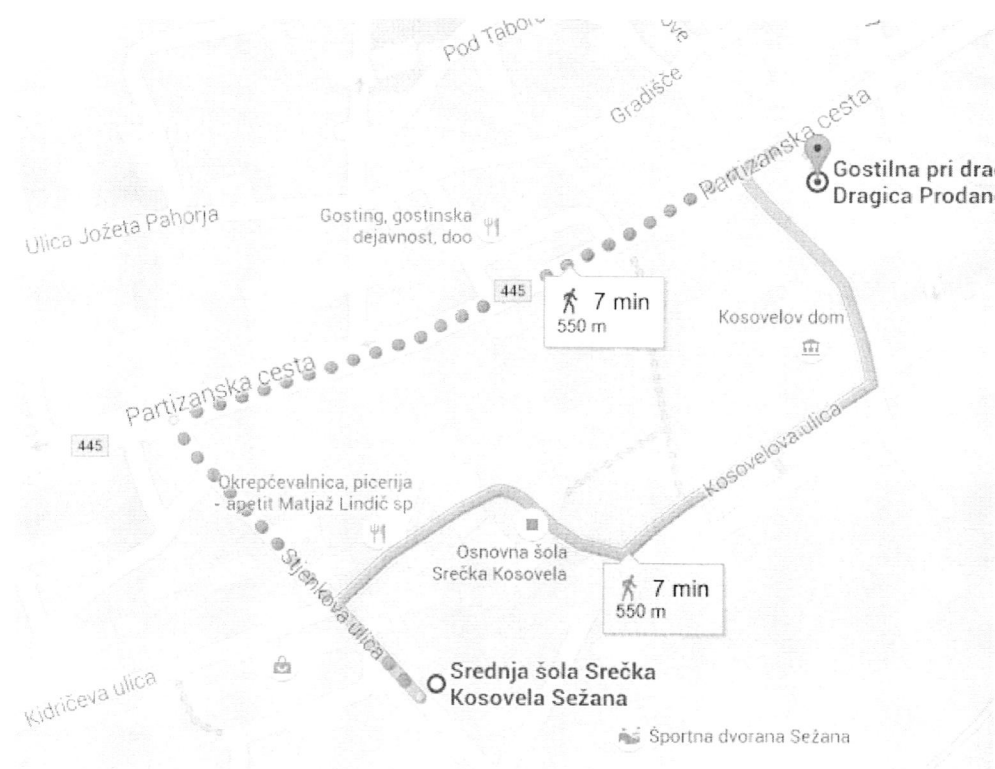 Pod Taboro
Gradišče
Partizanska cesta
Gostilna pri drag
Dragica Prodano
Ulica Jožeta Pahorja
Gosting, gostinska
dejavnost, doo
445
7 min
550 m
Kosovelov dom
Partizanska cesta
445
Kosovelova ulica
Okrepčevalnica, picerija
- apetit Matjaž Lindič sp
Osnovna šola
Srečka Kosovela
7 min
550 m
Stjenkova ulica
Srednja šola Srečka
Kosovela Sežana
Kidričeva ulica
Športna dvorana Sežana